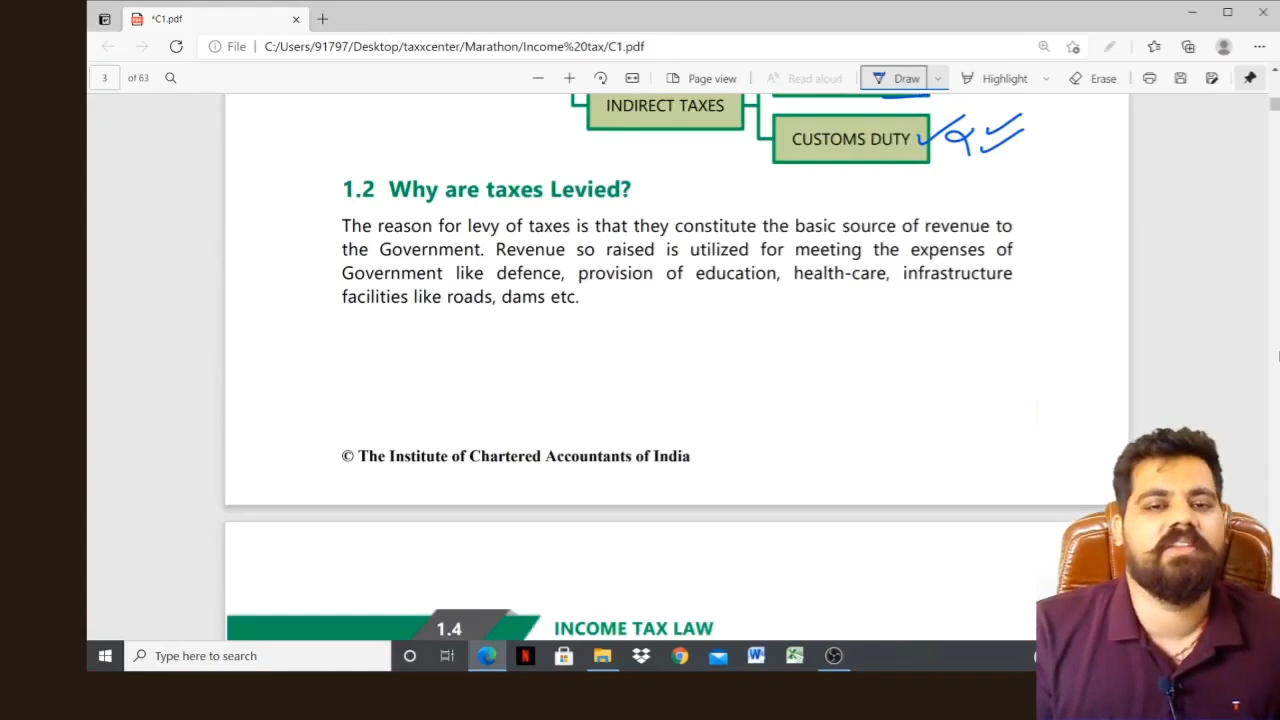 *C1.pdf
File
C:/Users/91797/Desktop/taxxcenter/Marathon/Income%20tax/C1.pdf
3
of 63
Page view
Read aloud
Draw
Highlight
Erase
INDIRECT TAXES
CUSTOMS DUTY
1.2 Why are taxes Levied?
The reason for levy of taxes is that they constitute the basic source of revenue to
the Government. Revenue so raised is utilized for meeting the expenses of
Government like defence, provision of education, health-care, infrastructure
facilities like roads, dams etc.
© The Institute of Chartered Accountants of India
1.4
INCOME TAX LAW
Type here to search